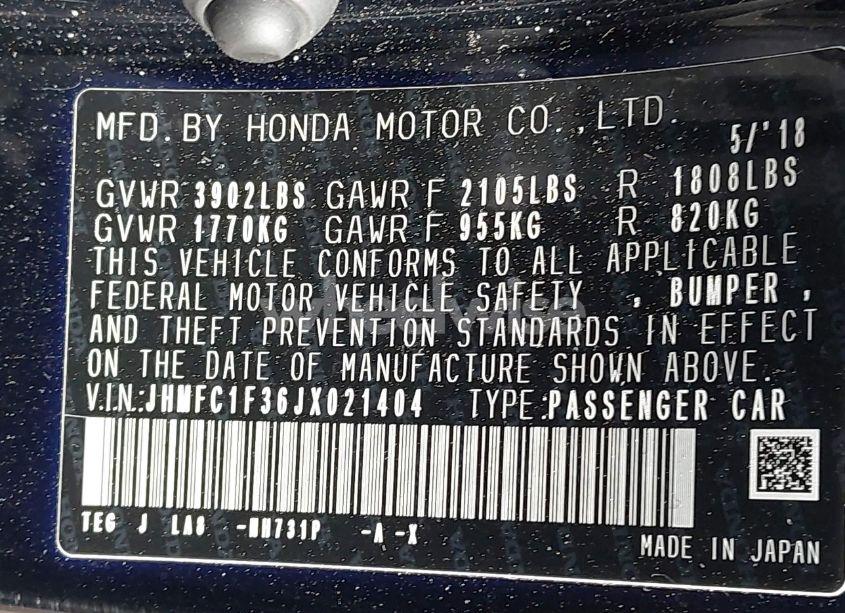 MFD. BY HONDA MOTOR CO., LTD.
5/'18
GVWR 3902LBS GAWR F 2105LBS R 1808LBS
GVWR 1770KG GAWR F 955KG R 820KG
THIS VEHICLE CONFORMS TO ALL APPLICABLE
FEDERAL MOTOR VEHICLE SAFETY , BUMPER ,
AND THEFT PREVENTION STANDARDS IN EFFECT
ON THE DATE OF MANUFACTURE SHOWN ABOVE.
V.I.N.:JHMFC1F36JX021404 TYPE:PASSENGER CAR
TEG J LAS -NH731P -A -X
MADE IN JAPAN